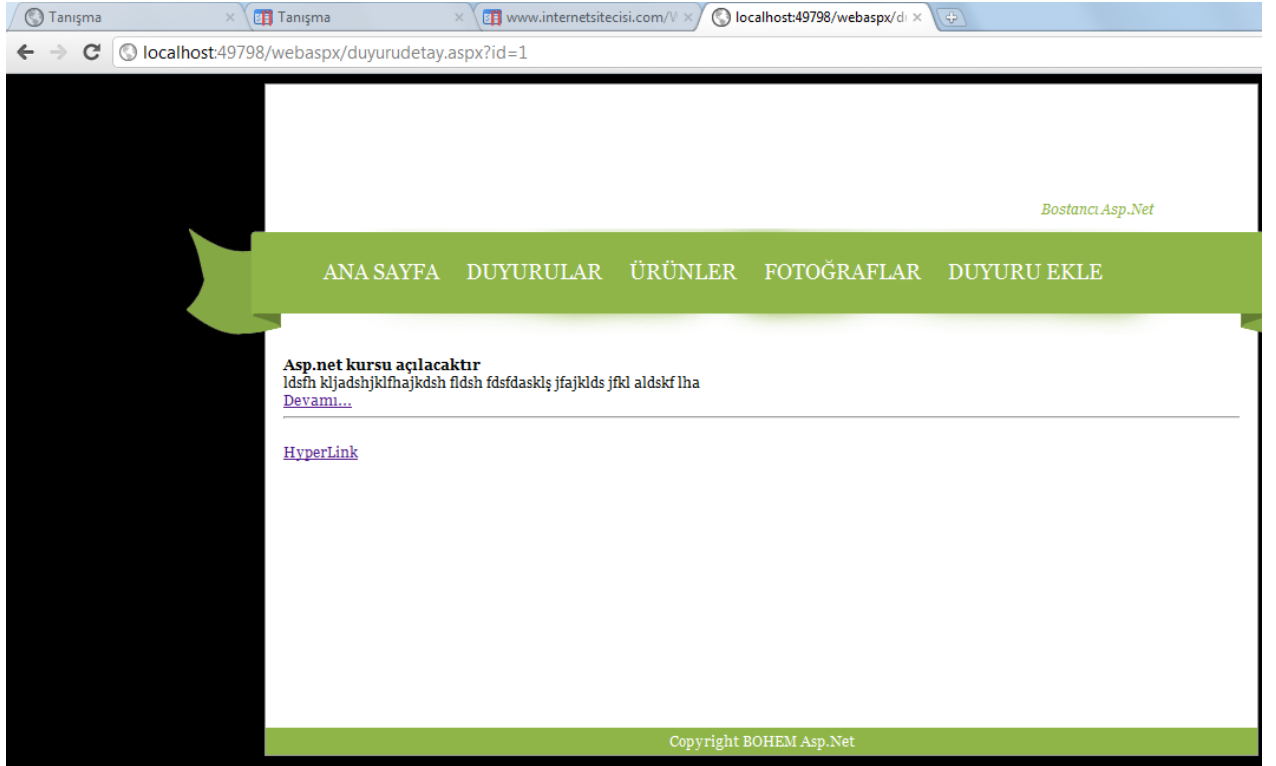 Tanışma
Tanışma
www.internetsitecisi.com/
localhost:49798/webaspx/d
localhost:49798/webaspx/duyurudetay.aspx?id=1
Bostancı Asp.Net
ANA SAYFA DUYURULAR ÜRÜNLER FOTOĞRAFLAR DUYURU EKLE
Asp.net kursu açılacaktır
ldsfh kljadshjklfhajkdsh fldsh fdsfdasklş jfajklds jfkl aldskf lha
Devamı...
HyperLink
Copyright BOHEM Asp.Net